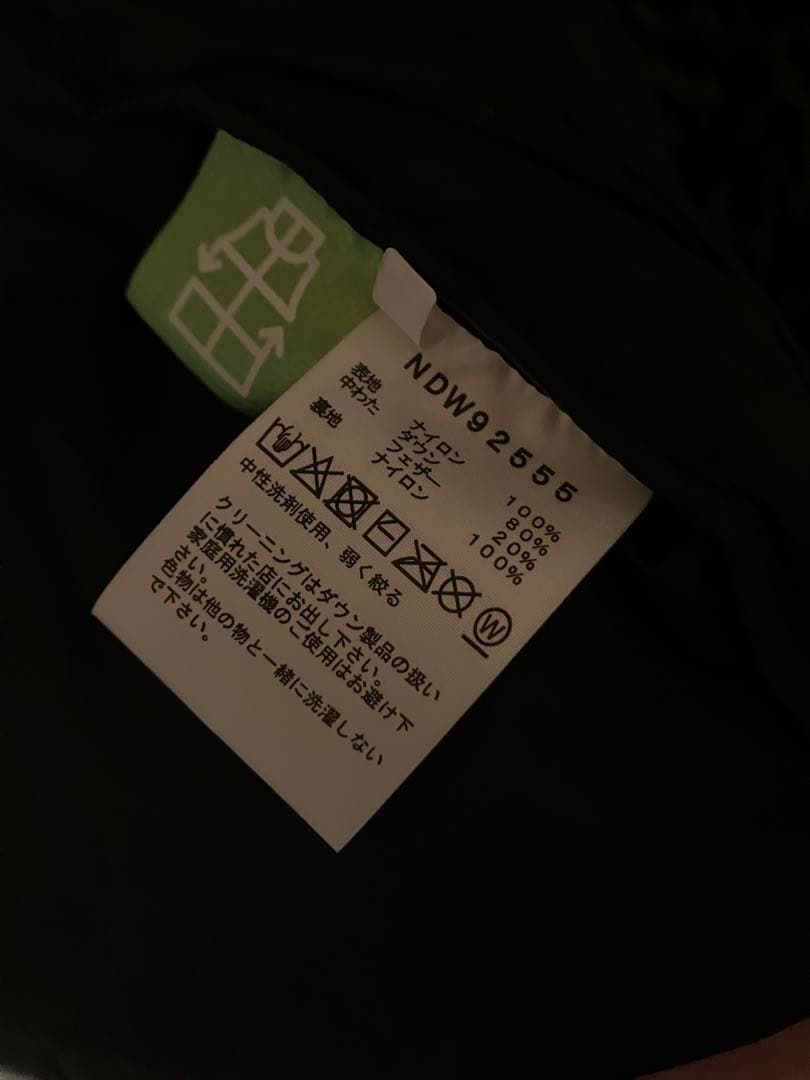 NDW92555
表地 ナイロン 100%
中わた ダウン 80%
フェザー 20%
裏地 ナイロン 100%
W
中性洗剤使用、弱く絞る
クリーニングはダウン製品の扱い
に慣れた店にお出し下さい。
家庭用洗濯機のご使用はお避け下
さい。
色物は他の物と一緒に洗濯しない
で下さい。